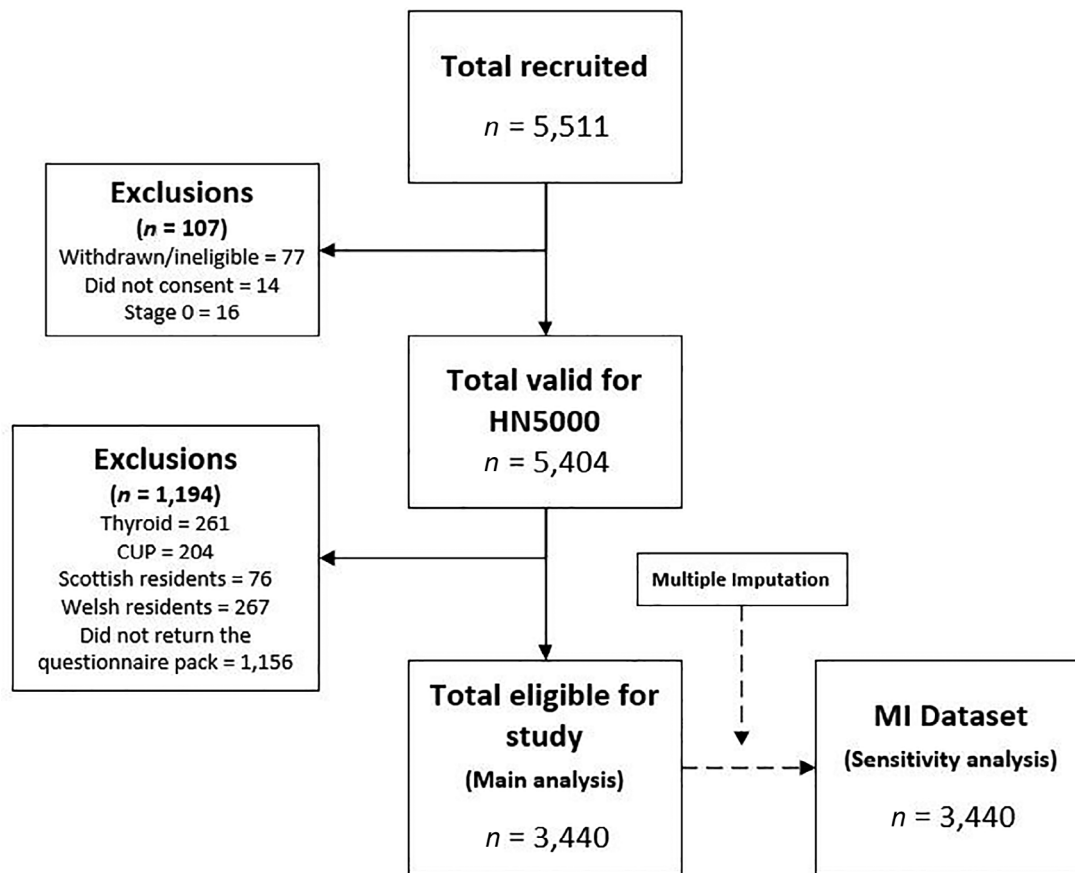 Total recruited
n = 5,511
Exclusions
(n = 107)
Withdrawn/ineligible = 77
Did not consent = 14
Stage 0 = 16
Total valid for
HN5000
n = 5,404
Exclusions
(n = 1,194)
Thyroid = 261
CUP = 204
Scottish residents = 76
Welsh residents = 267
Did not return the
questionnaire pack = 1,156
Multiple Imputation
Total eligible for
study
(Main analysis)
n = 3,440
MI Dataset
(Sensitivity analysis)
n = 3,440